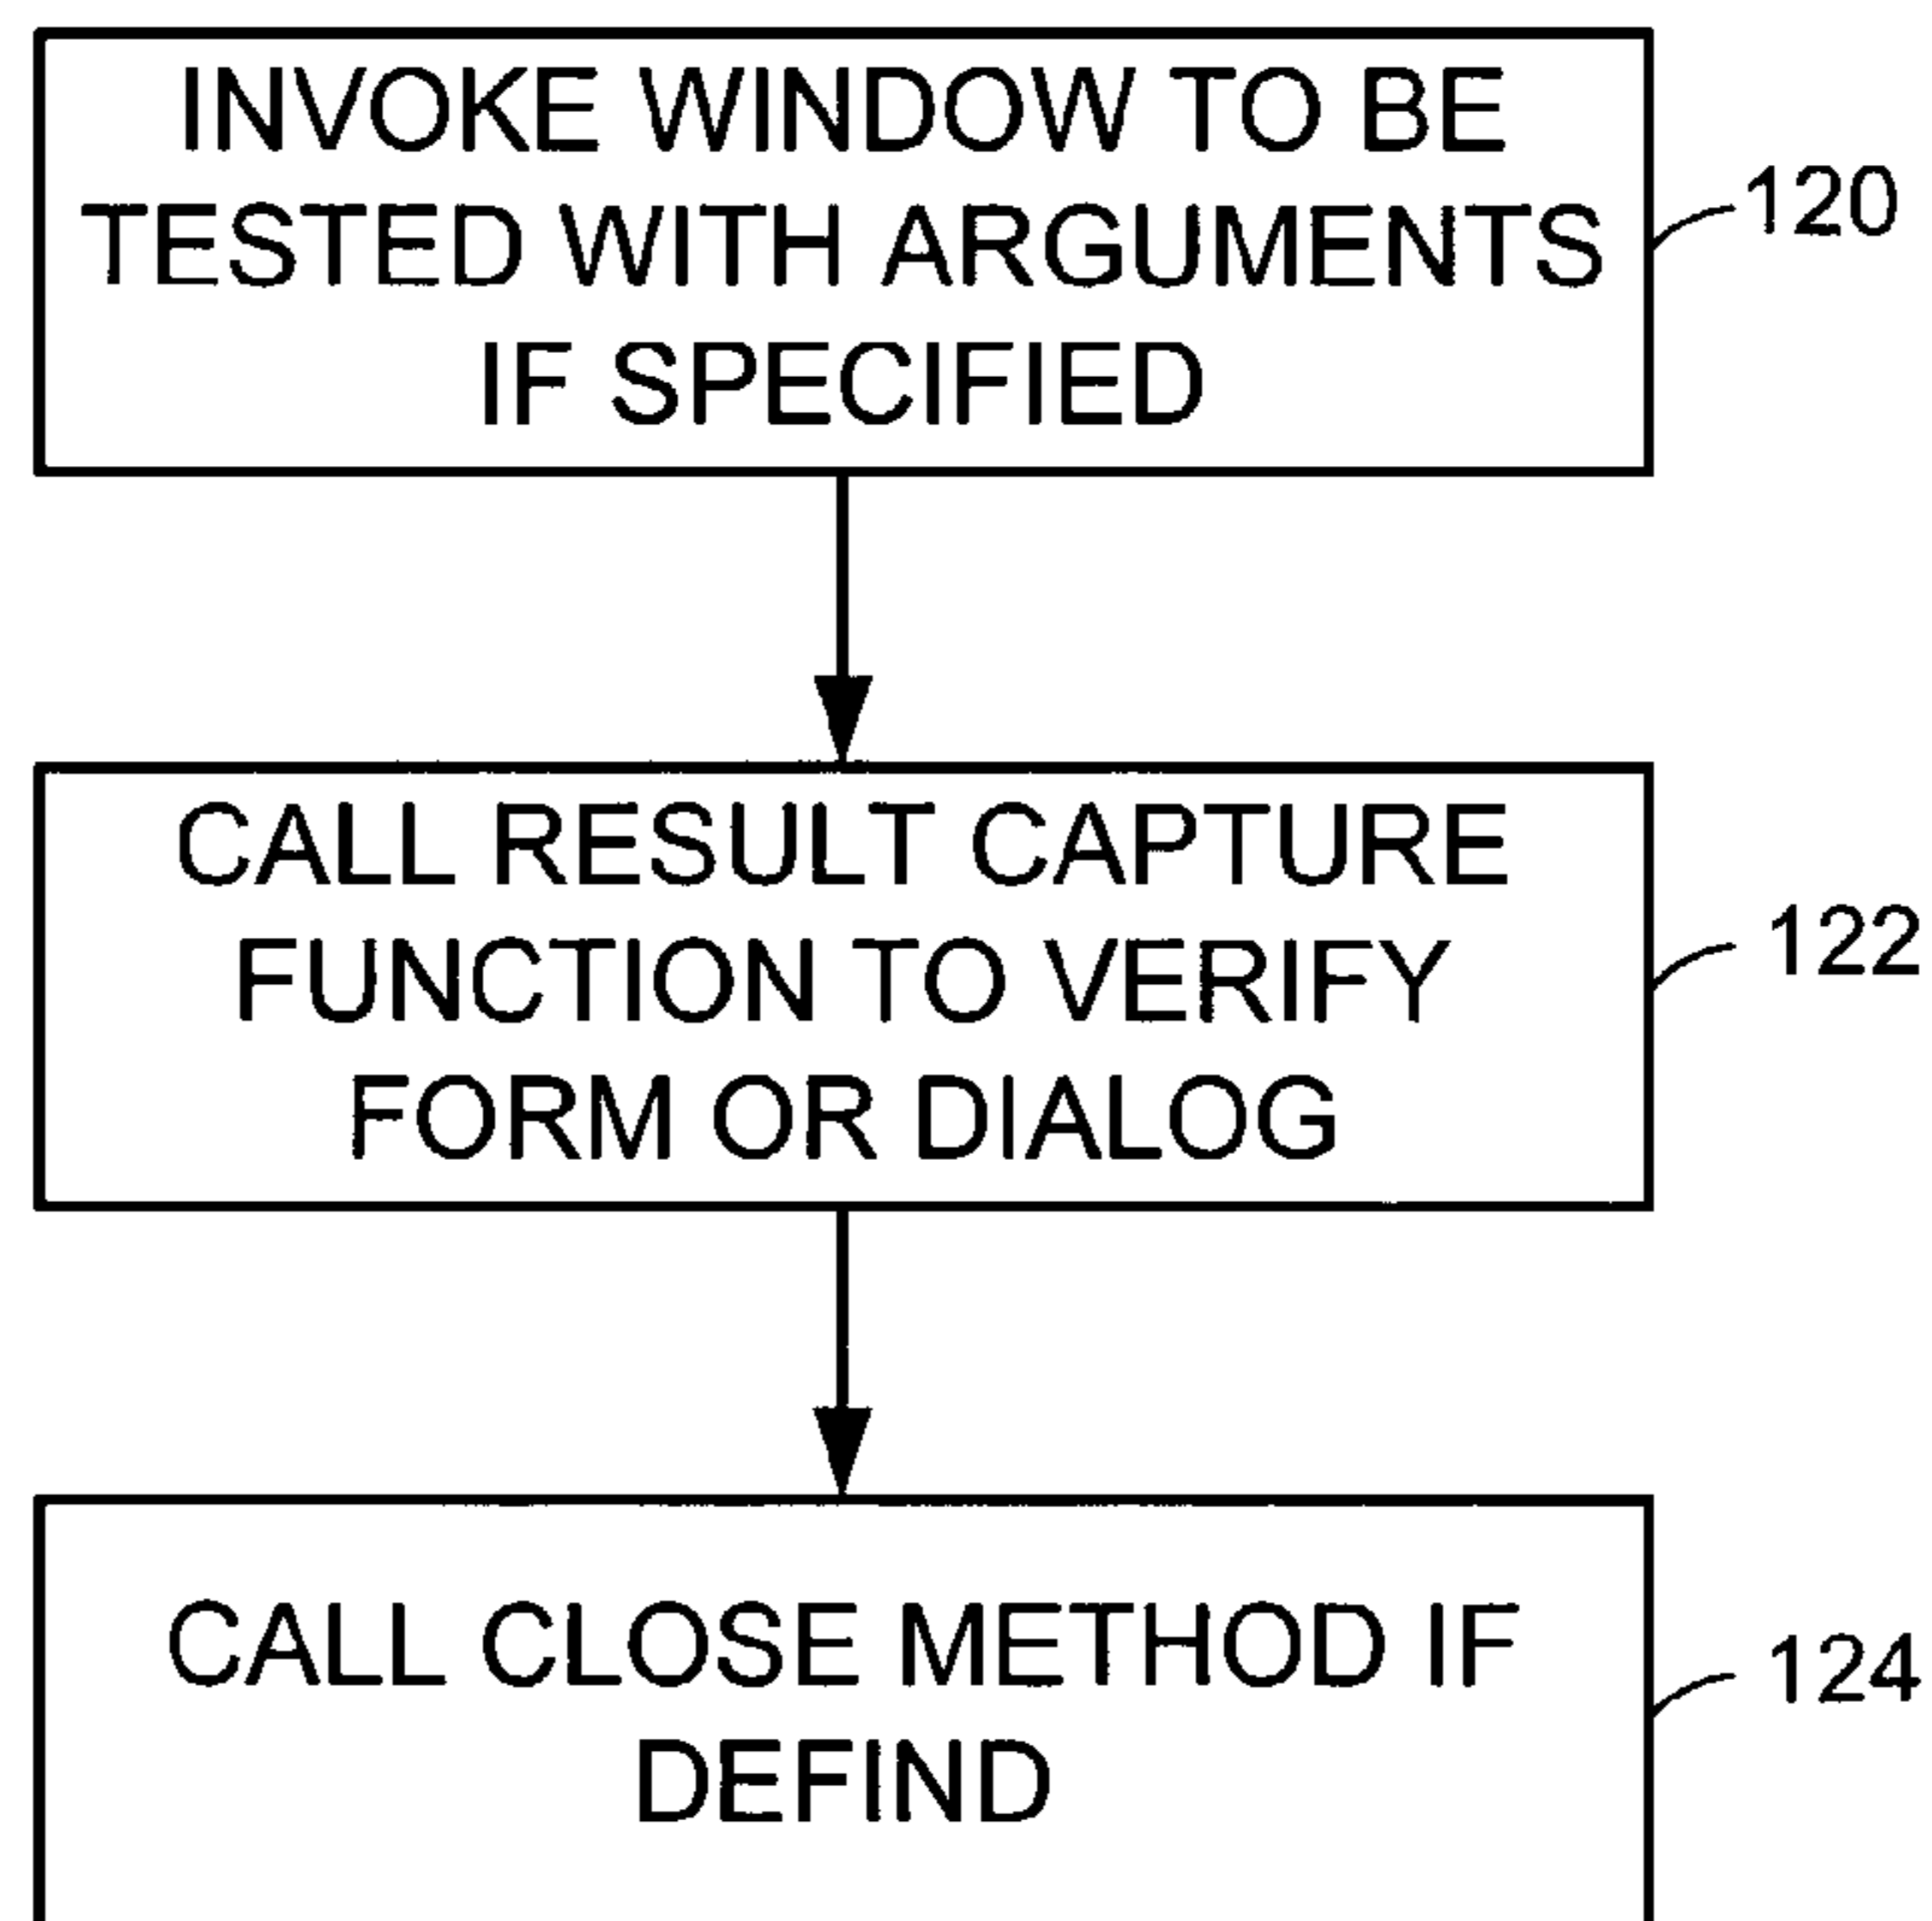 INVOKE WINDOW TO BE
TESTED WITH ARGUMENTS
IF SPECIFIED
120
CALL RESULT CAPTURE
FUNCTION TO VERIFY
FORM OR DIALOG
122
CALL CLOSE METHOD IF
DEFIND
124